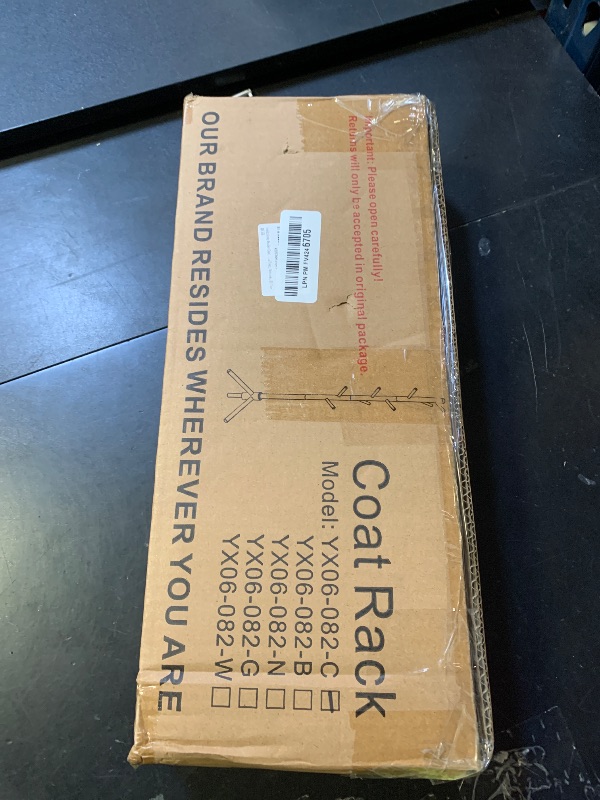 Important: Please open carefully!
Returns will only be accepted in original package.
Coat Rack
Model: YX06-082-C
YX06-082-B
YX06-082-N
YX06-082-G
YX06-082-W
OUR BRAND RESIDES WHEREVER YOU ARE